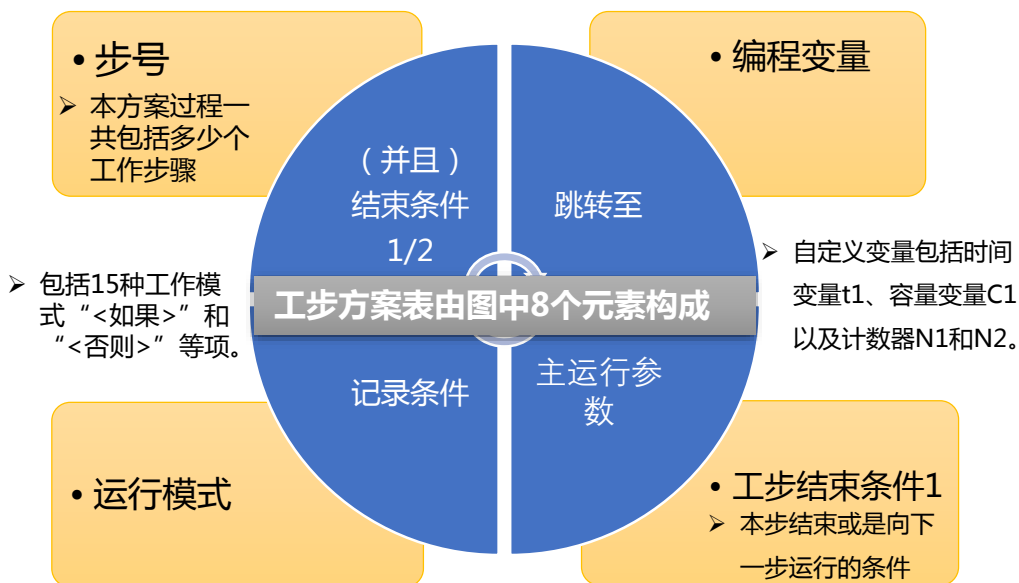 • 步号
➢ 本方案过程一
共包括多少个
工作步骤
• 编程变量
（并且）
结束条件
1/2
跳转至
➢ 包括15种工作模
式“<如果>”和
“<否则>”等项。
工步方案表由图中8个元素构成
➢ 自定义变量包括时间
变量t1、容量变量C1
以及计数器N1和N2。
记录条件
主运行参
数
• 运行模式
• 工步结束条件1
➢ 本步结束或是向下
一步运行的条件